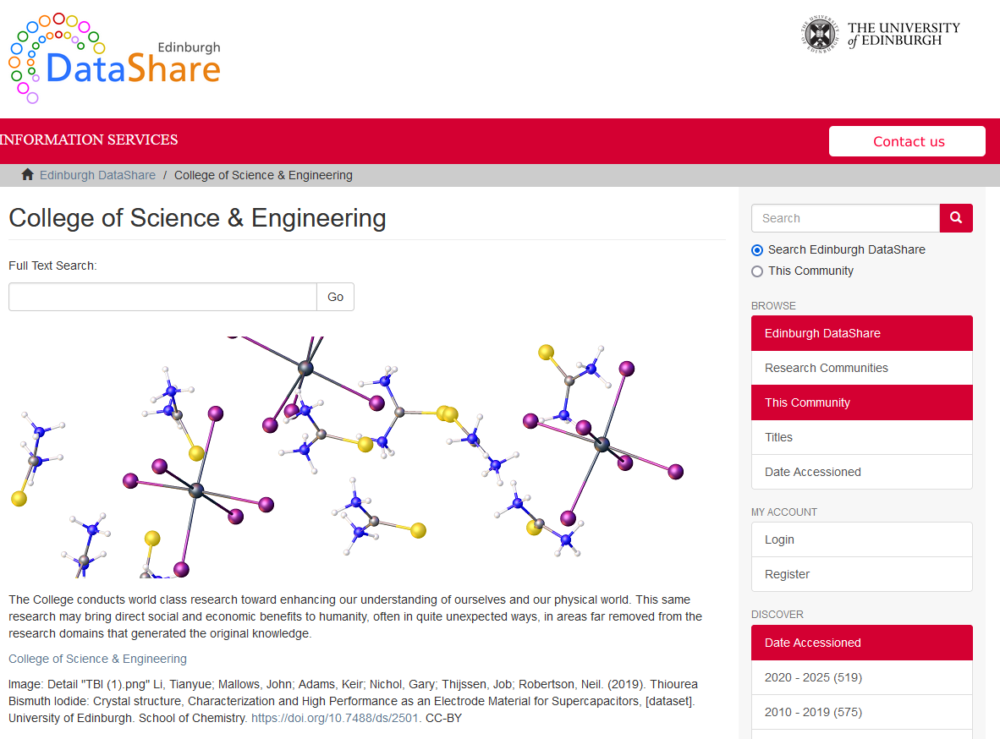 Edinburgh
DataShare
THE UNIVERSITY
of EDINBURGH
INFORMATION SERVICES
Contact us
Edinburgh DataShare / College of Science & Engineering
College of Science & Engineering
Full Text Search:
Go
The College conducts world class research toward enhancing our understanding of ourselves and our physical world. This same
research may bring direct social and economic benefits to humanity, often in quite unexpected ways, in areas far removed from the
research domains that generated the original knowledge.
College of Science & Engineering
Image: Detail "TBI (1).png" Li, Tianyue; Mallows, John; Adams, Keir; Nichol, Gary; Thijssen, Job; Robertson, Neil. (2019). Thiourea
Bismuth Iodide: Crystal structure, Characterization and High Performance as an Electrode Material for Supercapacitors, [dataset].
University of Edinburgh. School of Chemistry. https://doi.org/10.7488/ds/2501. CC-BY
Search
Search Edinburgh DataShare
This Community
BROWSE
Edinburgh DataShare
Research Communities
This Community
Titles
Date Accessioned
MY ACCOUNT
Login
Register
DISCOVER
Date Accessioned
2020 - 2025 (519)
2010 - 2019 (575)